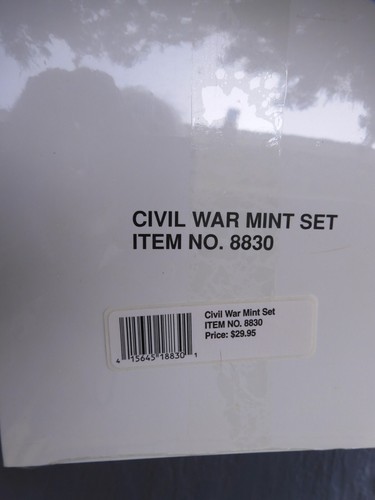 CIVIL WAR MINT SET
ITEM NO. 8830
Civil War Mint Set
ITEM NO. 8830
Price: $29.95
4 15645 18830 1